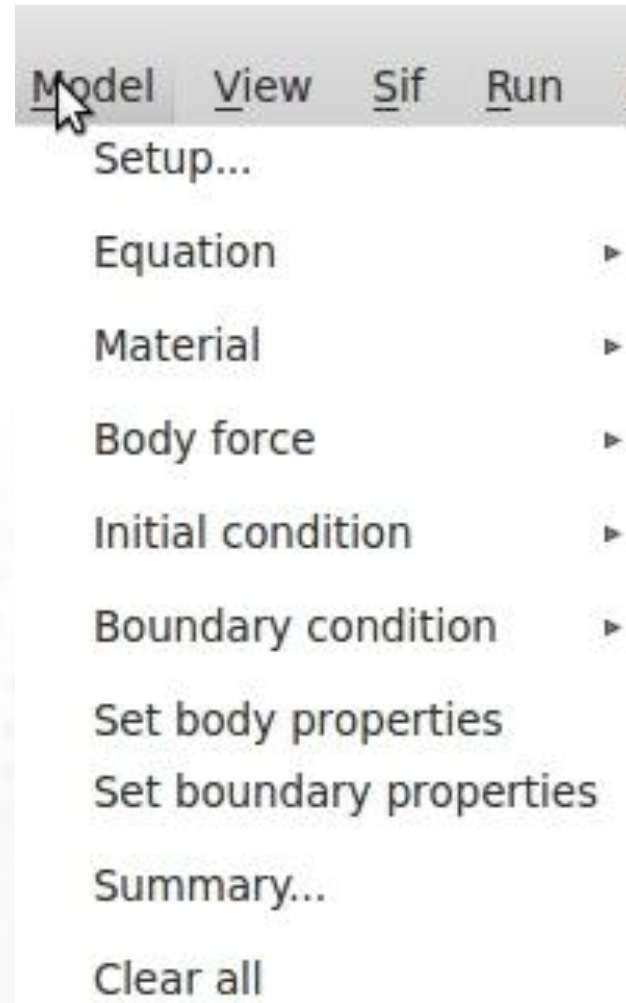 Model View Sif Run
Setup...
Equation
Material
Body force
Initial condition
Boundary condition
Set body properties
Set boundary properties
Summary...
Clear all